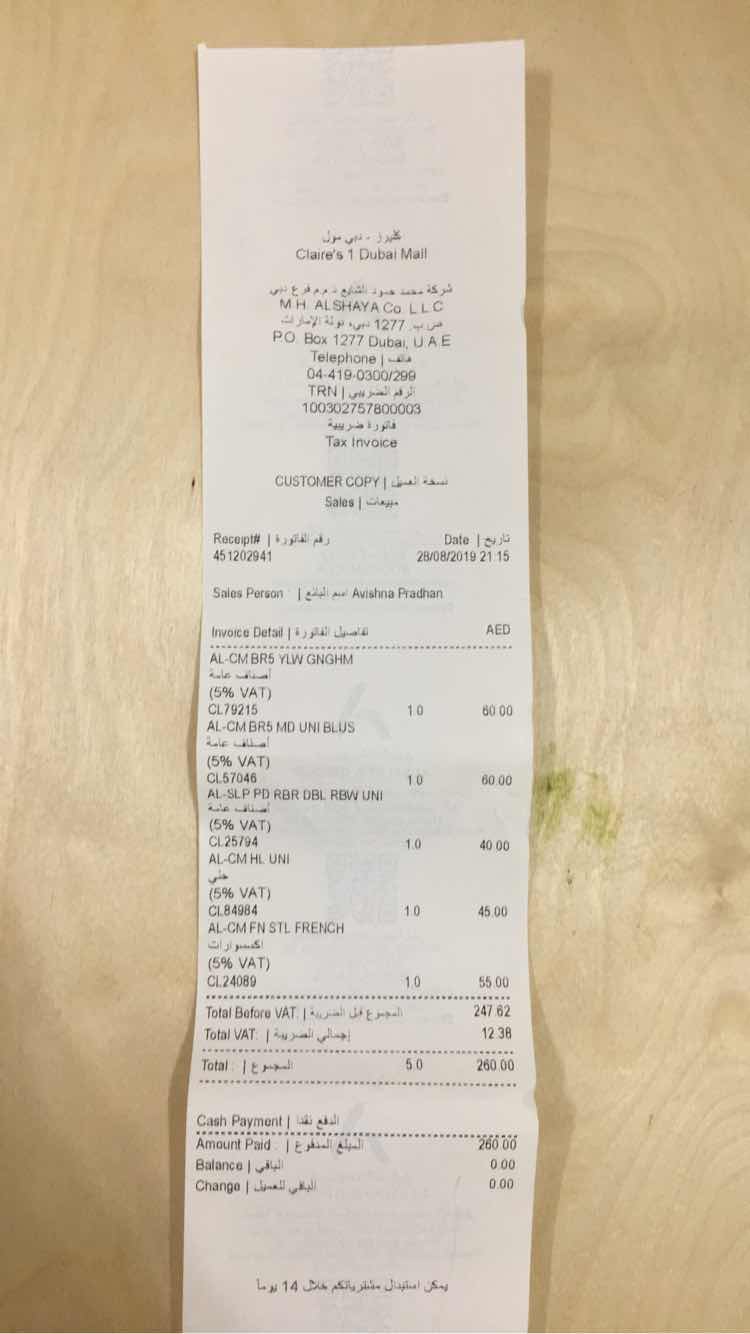 كليرز - دبي مول
Claire's 1 Dubai Mall
شركة محمد حمود الشايع ذ.م.م فرع دبي
M.H. ALSHAYA Co. L.L.C
ص.ب. 1277 دبي، دولة الإمارات
P.O. Box 1277 Dubai, U.A.E
Telephone | هاتف
04-419-0300/299
TRN | الرقم الضريبي
100302757800003
فاتورة ضريبية
Tax Invoice
CUSTOMER COPY | نسخة العميل
Sales | مبيعات
Receipt# | رقم الفاتورة Date | تاريخ
451202941 28/08/2019 21:15
Sales Person : | اسم البائع Avishna Pradhan
Invoice Detail | تفاصيل الفاتورة AED
AL-CM BR5 YLW GNGHM
أصناف عامة
(5% VAT)
CL79215 1.0 60.00
AL-CM BR5 MD UNI BLUS
أصناف عامة
(5% VAT)
CL57046 1.0 60.00
AL-SLP PD RBR DBL RBW UNI
أصناف عامة
(5% VAT)
CL25794 1.0 40.00
AL-CM HL UNI
حلي
(5% VAT)
CL84984 1.0 45.00
AL-CM FN STL FRENCH
اكسسوارات
(5% VAT)
CL24089 1.0 55.00
Total Before VAT: | المجموع قبل الضريبة 247.62
Total VAT: | إجمالي الضريبة 12.38
Total : | المجموع 5.0 260.00
Cash Payment | الدفع نقدا
Amount Paid : | المبلغ المدفوع 260.00
Balance | الباقي 0.00
Change | الباقي للعميل 0.00
يمكن استبدال مشترياتكم خلال 14 يوماً